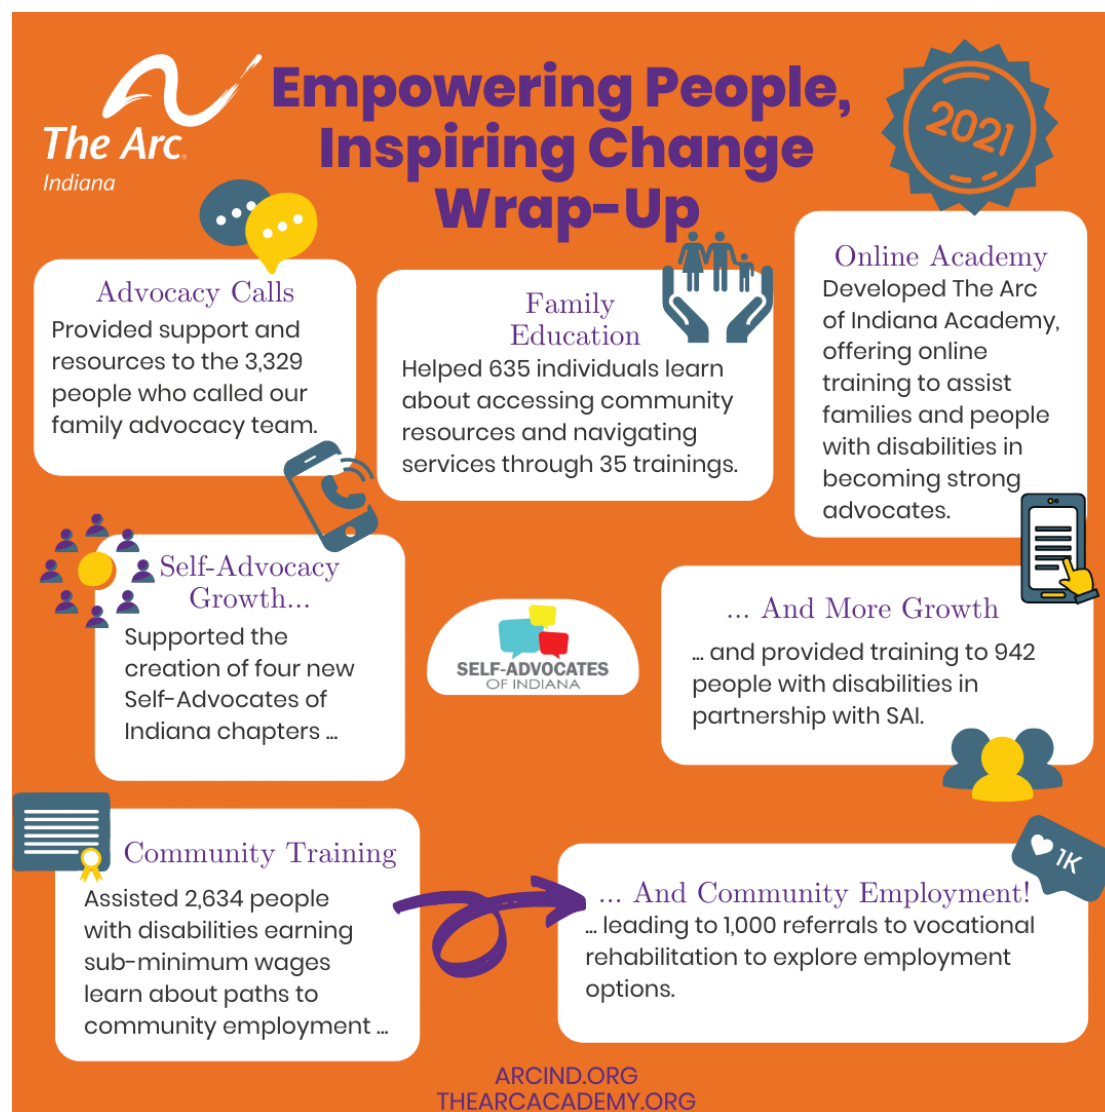 The Arc
Indiana
Empowering People,
Inspiring Change
Wrap-Up
2021
Advocacy Calls
Provided support and
resources to the 3,329
people who called our
family advocacy team.
Family
Education
Helped 635 individuals learn
about accessing community
resources and navigating
services through 35 trainings.
Online Academy
Developed The Arc
of Indiana Academy,
offering online
training to assist
families and people
with disabilities in
becoming strong
advocates.
Self-Advocacy
Growth...
Supported the
creation of four new
Self-Advocates of
Indiana chapters ...
SELF-ADVOCATES
OF INDIANA
... And More Growth
... and provided training to 942
people with disabilities in
partnership with SAI.
Community Training
Assisted 2,634 people
with disabilities earning
sub-minimum wages
learn about paths to
community employment ...
1K
... And Community Employment!
... leading to 1,000 referrals to vocational
rehabilitation to explore employment
options.
ARCIND.ORG
THEARCACADEMY.ORG